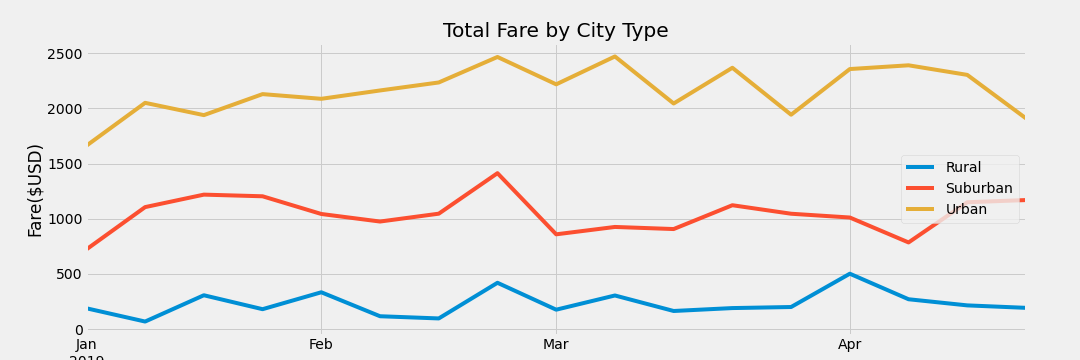 Total Fare by City Type
Fare($USD)
2500
2000
1500
1000
500
0
Rural
Suburban
Urban
Jan
Feb
Mar
Apr
2019